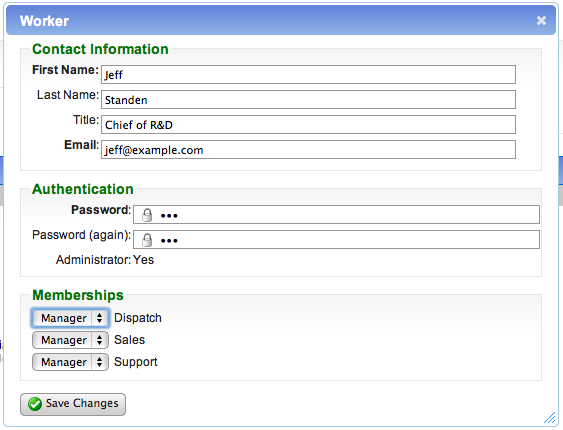 Worker
Contact Information
First Name: Jeff
Last Name: Standen
Title: Chief of R&D
Email: jeff@example.com
Authentication
Password: •••
Password (again): •••
Administrator: Yes
Memberships
Manager Dispatch
Manager Sales
Manager Support
Save Changes